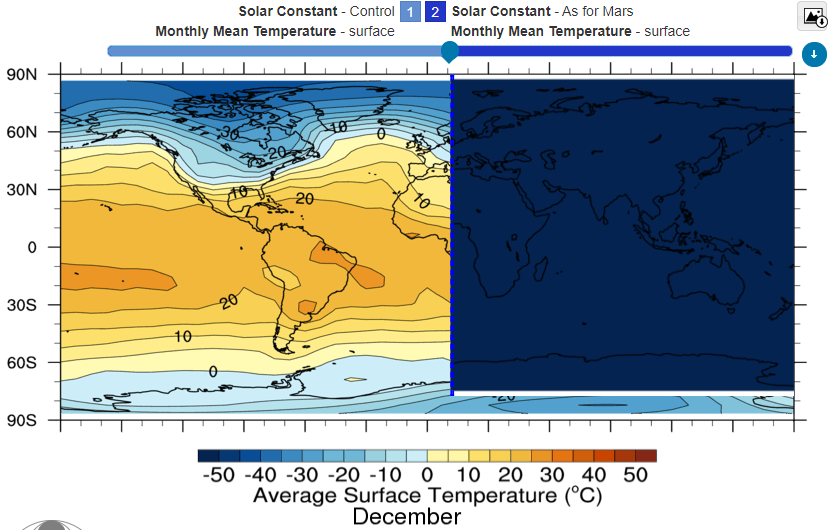 Solar Constant - Control 1 2 Solar Constant - As for Mars
Monthly Mean Temperature - surface Monthly Mean Temperature - surface
90N
60N
30N
0
30S
60S
90S
-30
-20
10
0
10
20
10
20
10
0
-20
-50 -40 -30 -20 -10 0 10 20 30 40 50
Average Surface Temperature (°C)
December